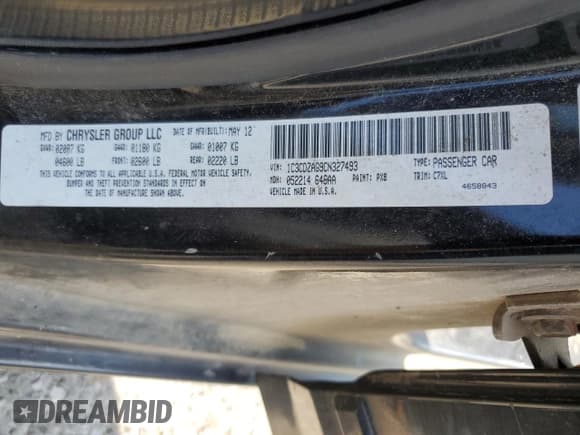 MFD BY CHRYSLER GROUP LLC DATE OF MFR(BUILT): MAY 12
GVWR: 02087 KG GAWR: 01180 KG GAWR: 01007 KG
04600 LB FRONT: 02600 LB REAR: 02220 LB
THIS VEHICLE CONFORMS TO ALL APPLICABLE U.S.A. FEDERAL MOTOR VEHICLE SAFETY,
BUMPER AND THEFT PREVENTION STANDARDS IN EFFECT ON
THE DATE OF MANUFACTURE SHOWN ABOVE.
VIN: 1C3CDZAG9CN327493 TYPE: PASSENGER CAR
MDH: 052214 648AA PAINT: PX8 TRIM: C7XL
VEHICLE MADE IN U.S.A. 4658043
DREAMBID